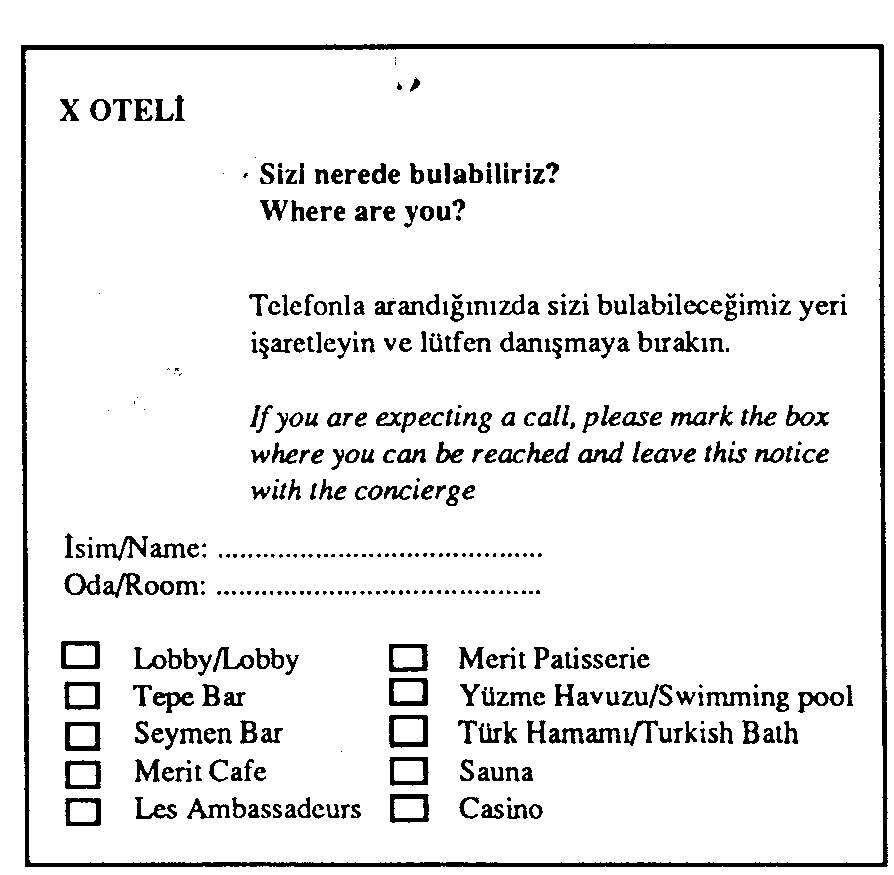 X OTELİ
Sizi nerede bulabiliriz?
Where are you?
Telefonla arandığınızda sizi bulabileceğimiz yeri
işaretleyin ve lütfen danışmaya bırakın.
If you are expecting a call, please mark the box
where you can be reached and leave this notice
with the concierge
İsim/Name: ............................................
Oda/Room: ............................................
Lobby/Lobby
Tepe Bar
Seymen Bar
Merit Cafe
Les Ambassadeurs
Merit Patisserie
Yüzme Havuzu/Swimming pool
Türk Hamamı/Turkish Bath
Sauna
Casino